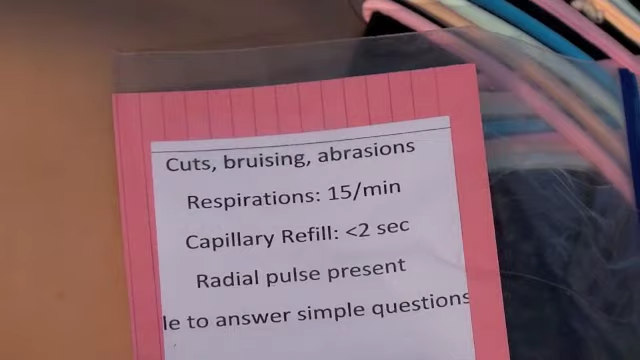 Cuts, bruising, abrasions
Respirations: 15/min
Capillary Refill: <2 sec
Radial pulse present
le to answer simple questions